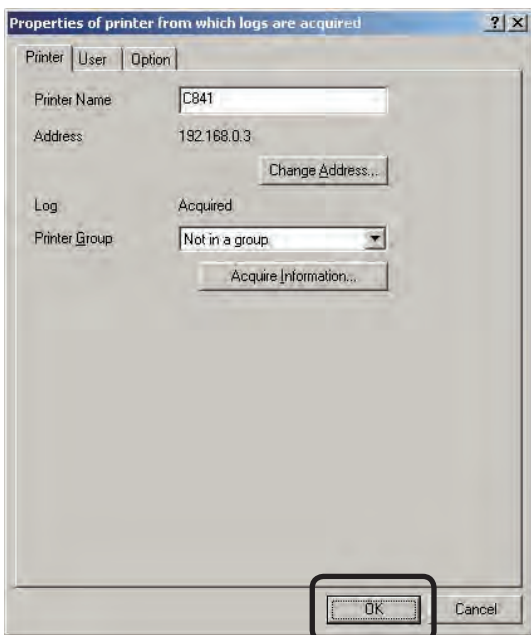 Properties of printer from which logs are acquired
Printer User Option
Printer Name C841
Address 192.168.0.3
Change Address...
Log Acquired
Printer Group Not in a group
Acquire Information...
OK Cancel